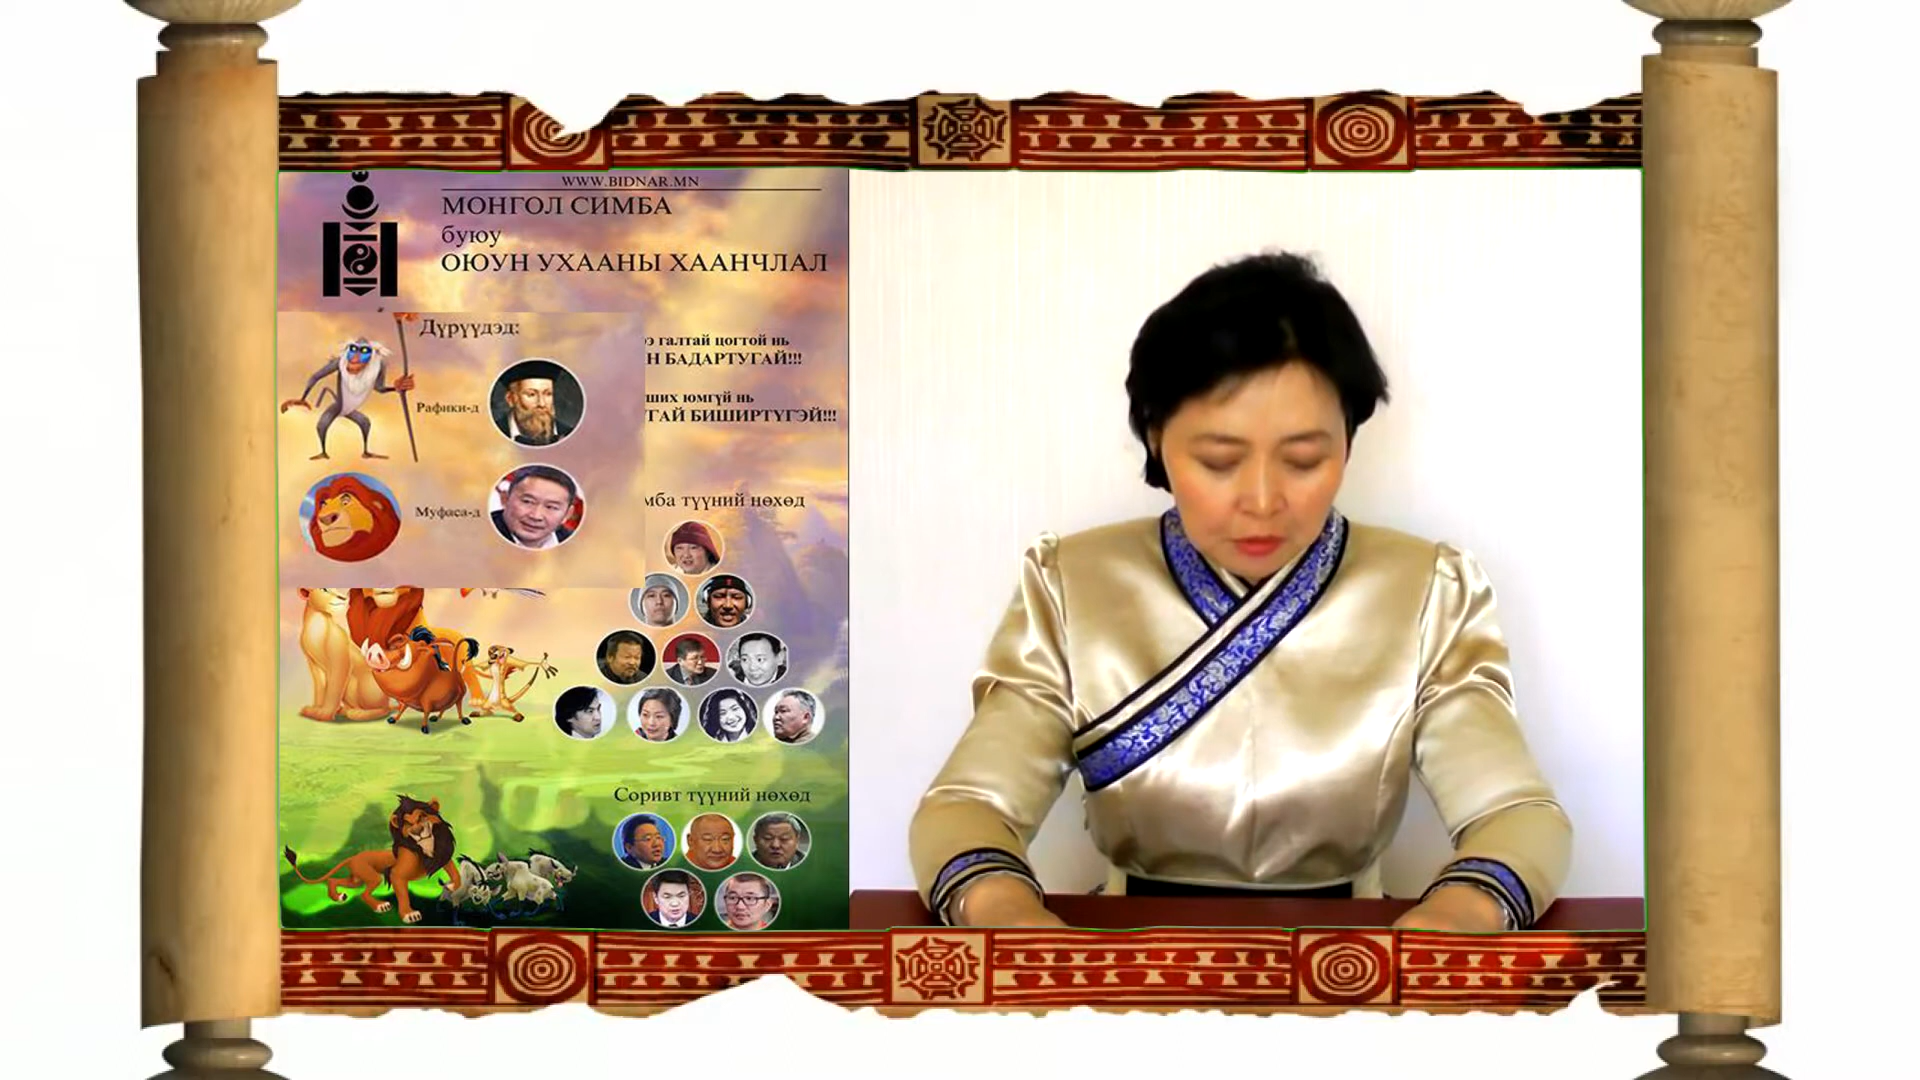 WWW.BIDNAR.MN
МОНГОЛ СИМБА
буюу
ОЮУН УХААНЫ ХААНЧЛАЛ
Дүрүүдэд:
галтай цогтой нь
БАДАРТУГАЙ!!!
Рафики-д
юмгүй нь
БИШИРТҮГЭЙ!!!
түүний нөхөд
Муфаса-д
Соривт түүний нөхөд